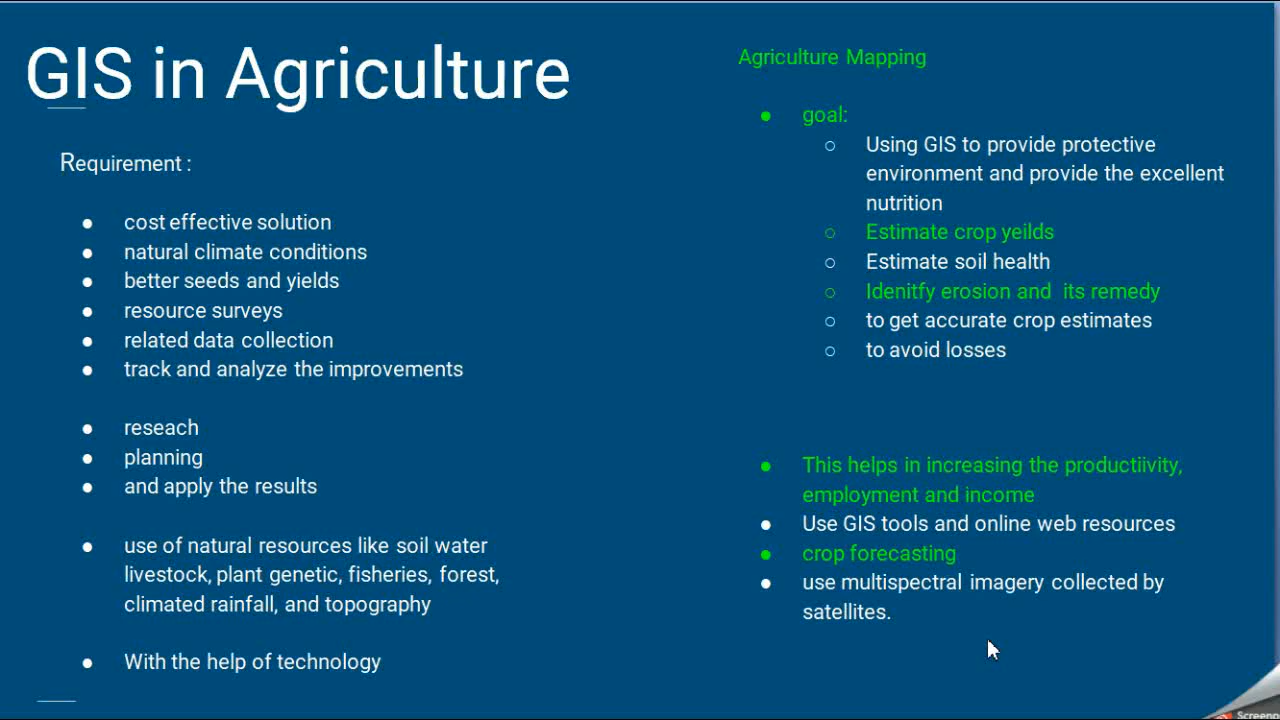 GIS in Agriculture
Requirement :
● cost effective solution
● natural climate conditions
● better seeds and yields
● resource surveys
● related data collection
● track and analyze the improvements
● reseach
● planning
● and apply the results
● use of natural resources like soil water
livestock, plant genetic, fisheries, forest,
climated rainfall, and topography
● With the help of technology
Agriculture Mapping
● goal:
○ Using GIS to provide protective
environment and provide the excellent
nutrition
○ Estimate crop yeilds
○ Estimate soil health
○ Idenitfy erosion and its remedy
○ to get accurate crop estimates
○ to avoid losses
● This helps in increasing the productiivity,
employment and income
● Use GIS tools and online web resources
● crop forecasting
● use multispectral imagery collected by
satellites.